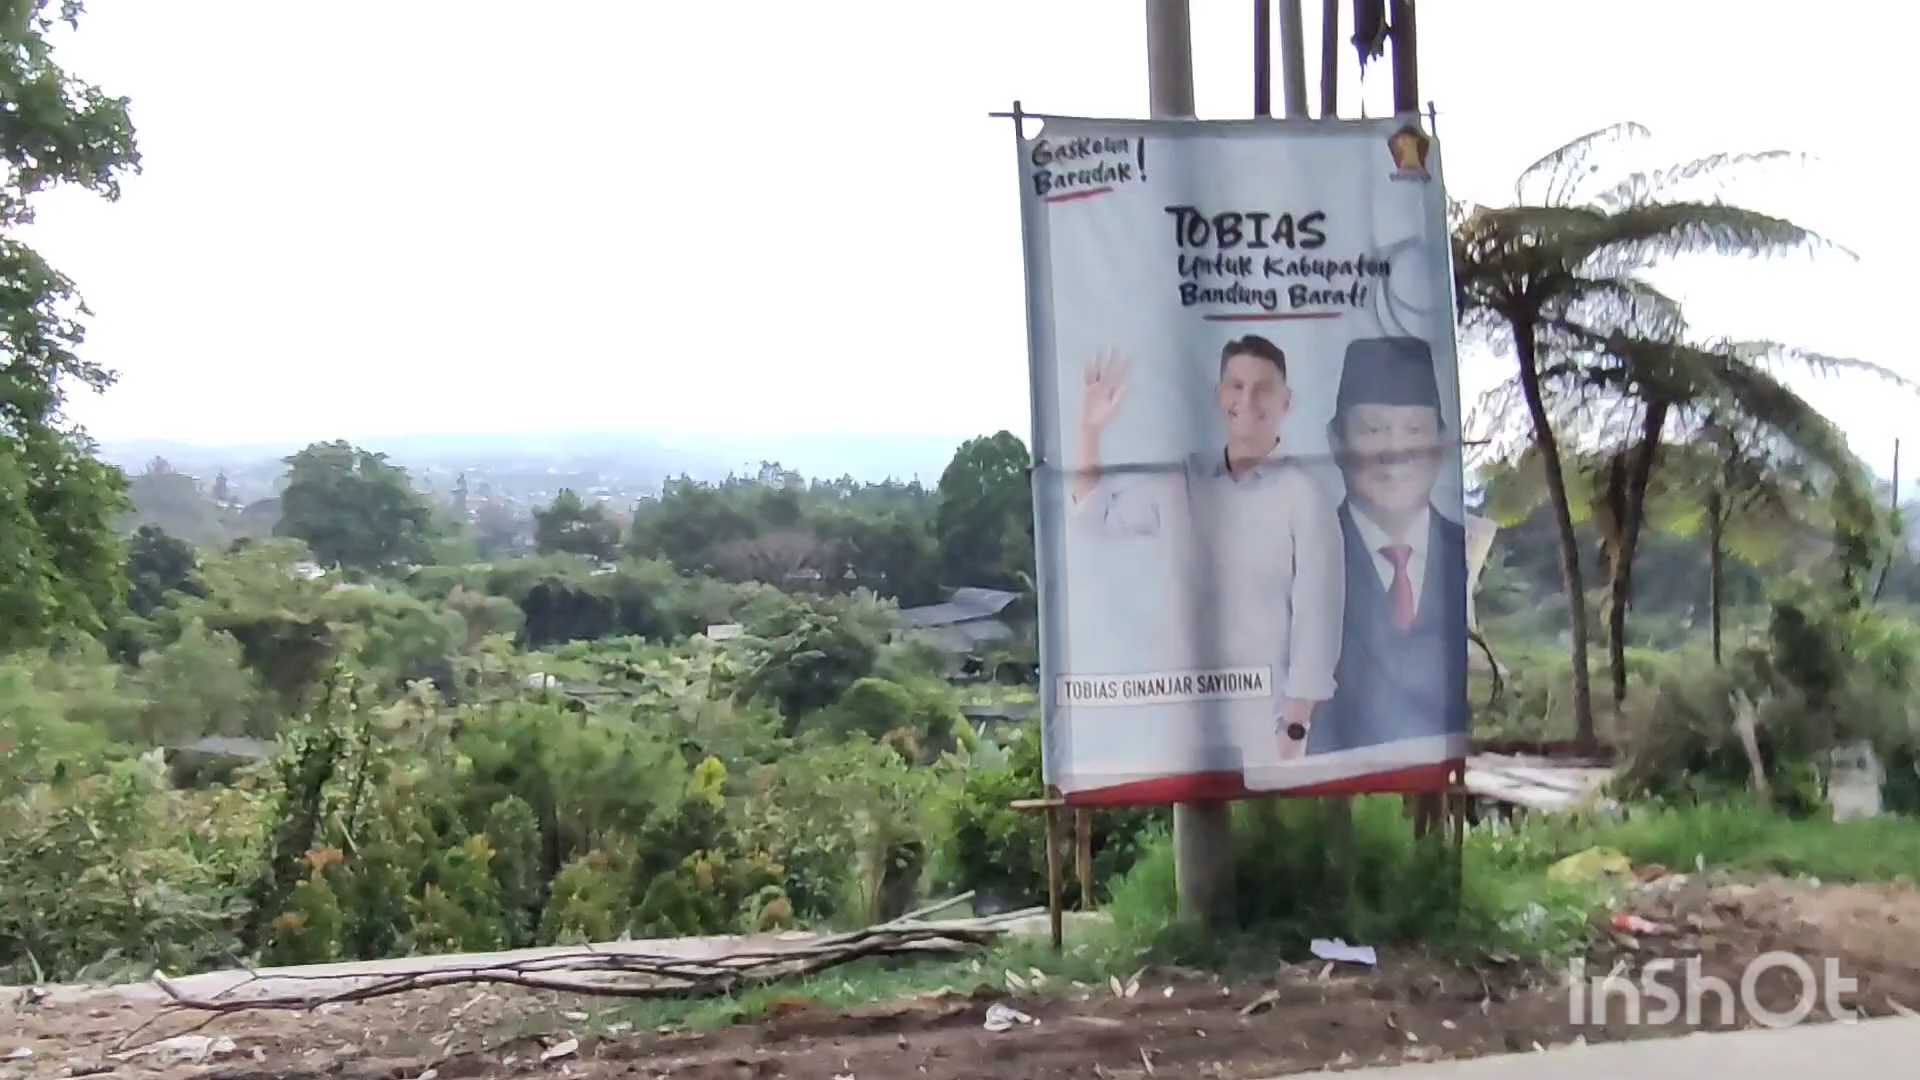 Gaskeun
Barudak!
TOBIAS
Untuk Kabupaten
Bandung Barat!
TOBIAS GINANJAR SAYIDINA
InShOt